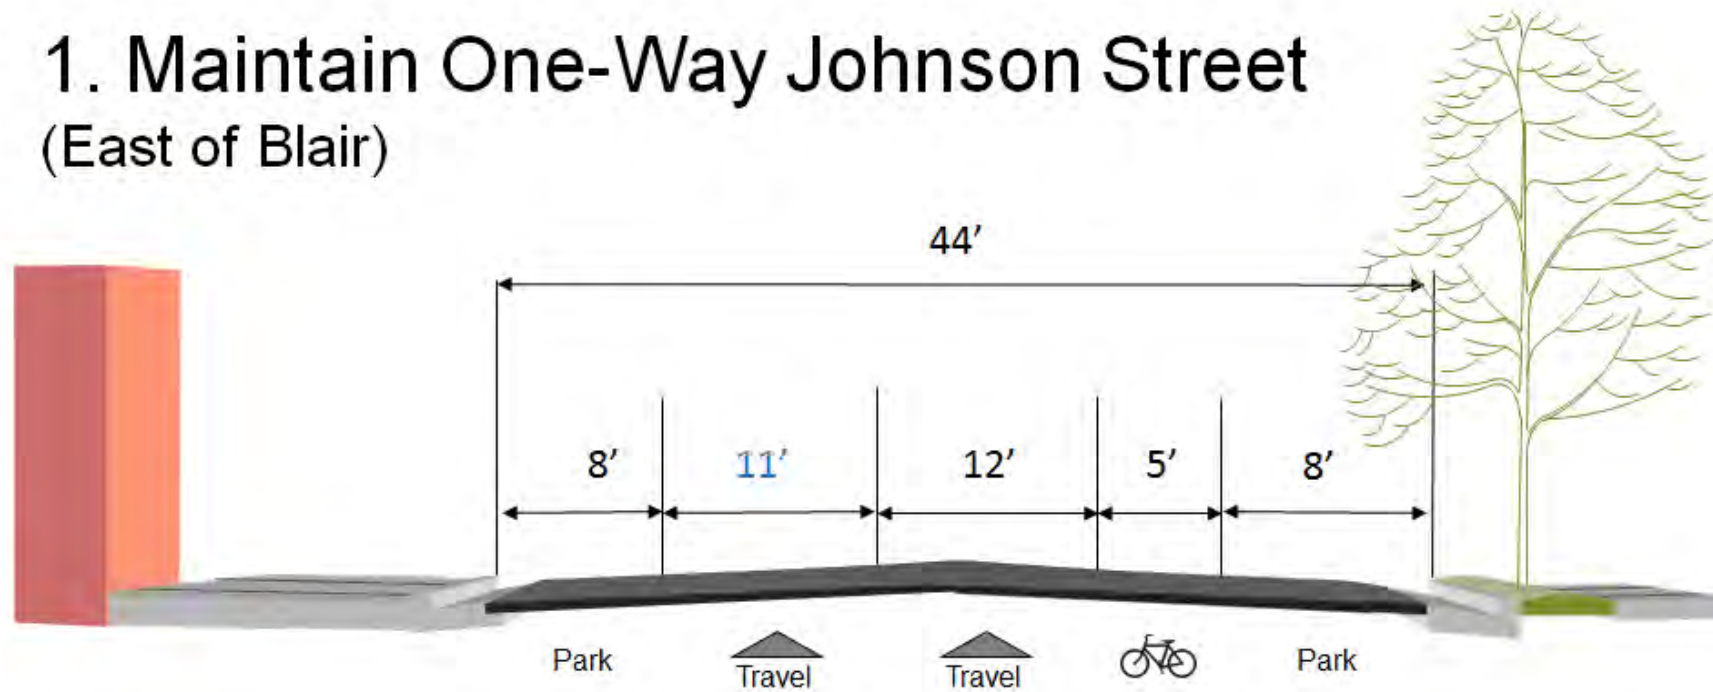 1. Maintain One-Way Johnson Street
(East of Blair)
44’
8’ 11’ 12’ 5’ 8’
Park Travel Travel Park